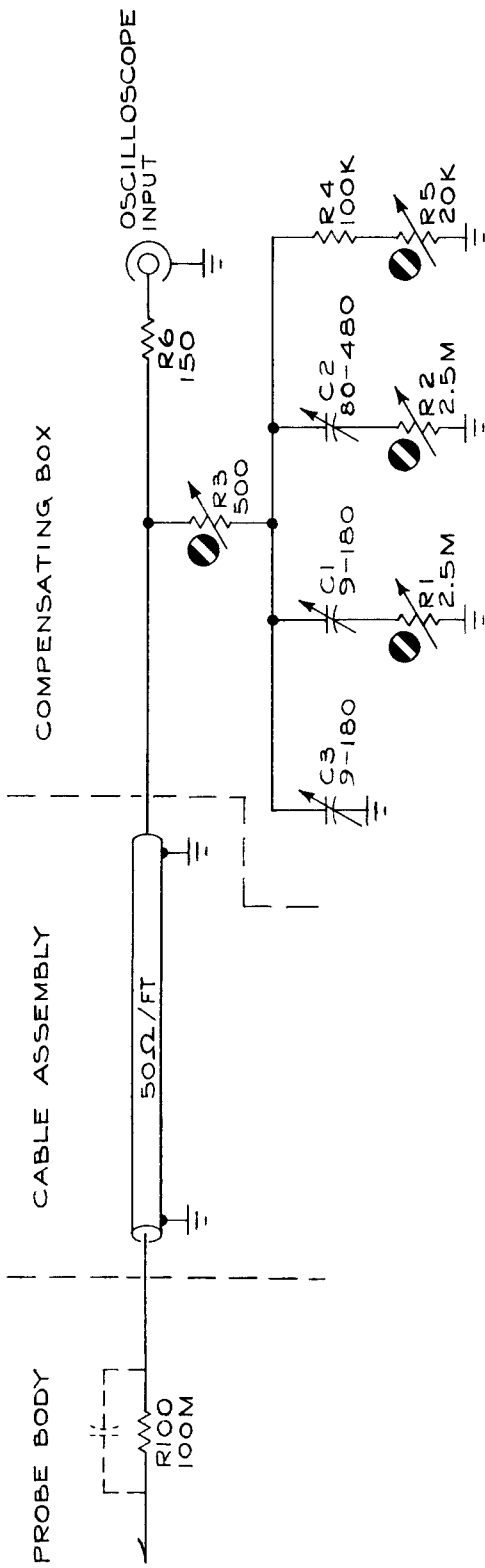 PROBE BODY
CABLE ASSEMBLY
COMPENSATING BOX
R100
100M
50Ω/FT
R6
150
OSCILLOSCOPE
INPUT
R3
500
C3
9-180
C1
9-180
R1
2.5M
C2
80-480
R2
2.5M
R4
100K
R5
20K